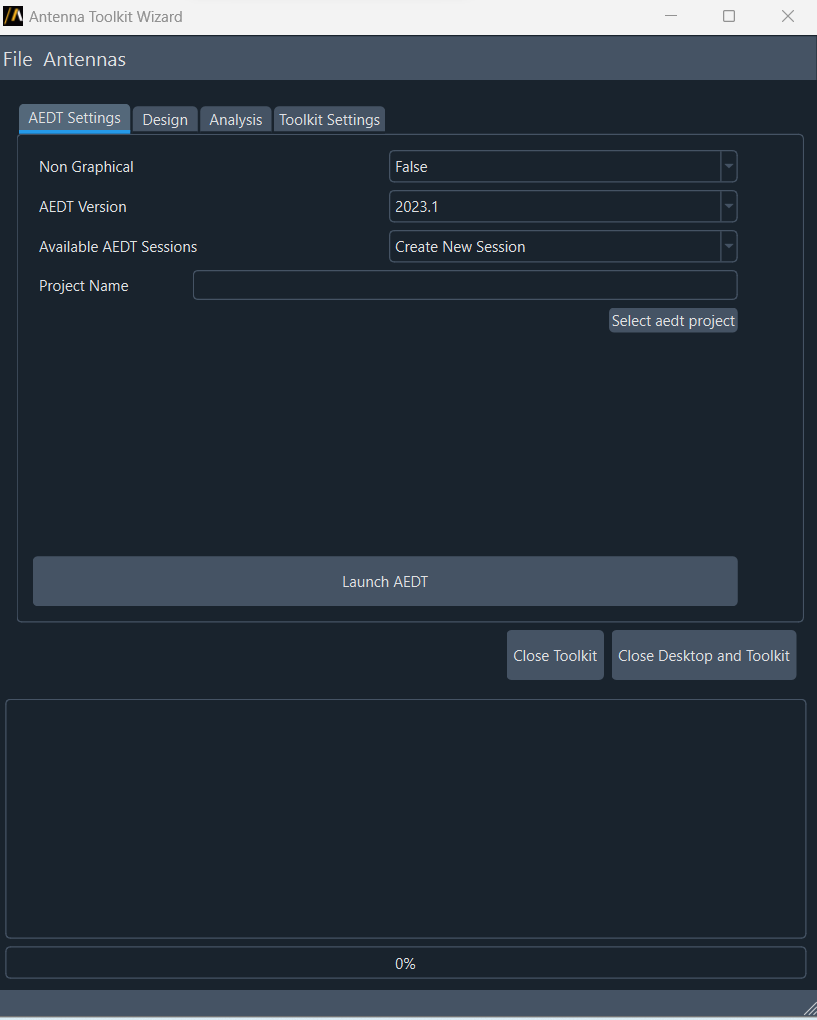 Antenna Toolkit Wizard
File Antennas
AEDT Settings Design Analysis Toolkit Settings
Non Graphical False
AEDT Version 2023.1
Available AEDT Sessions Create New Session
Project Name
Select aedt project
Launch AEDT
Close Toolkit Close Desktop and Toolkit
0%